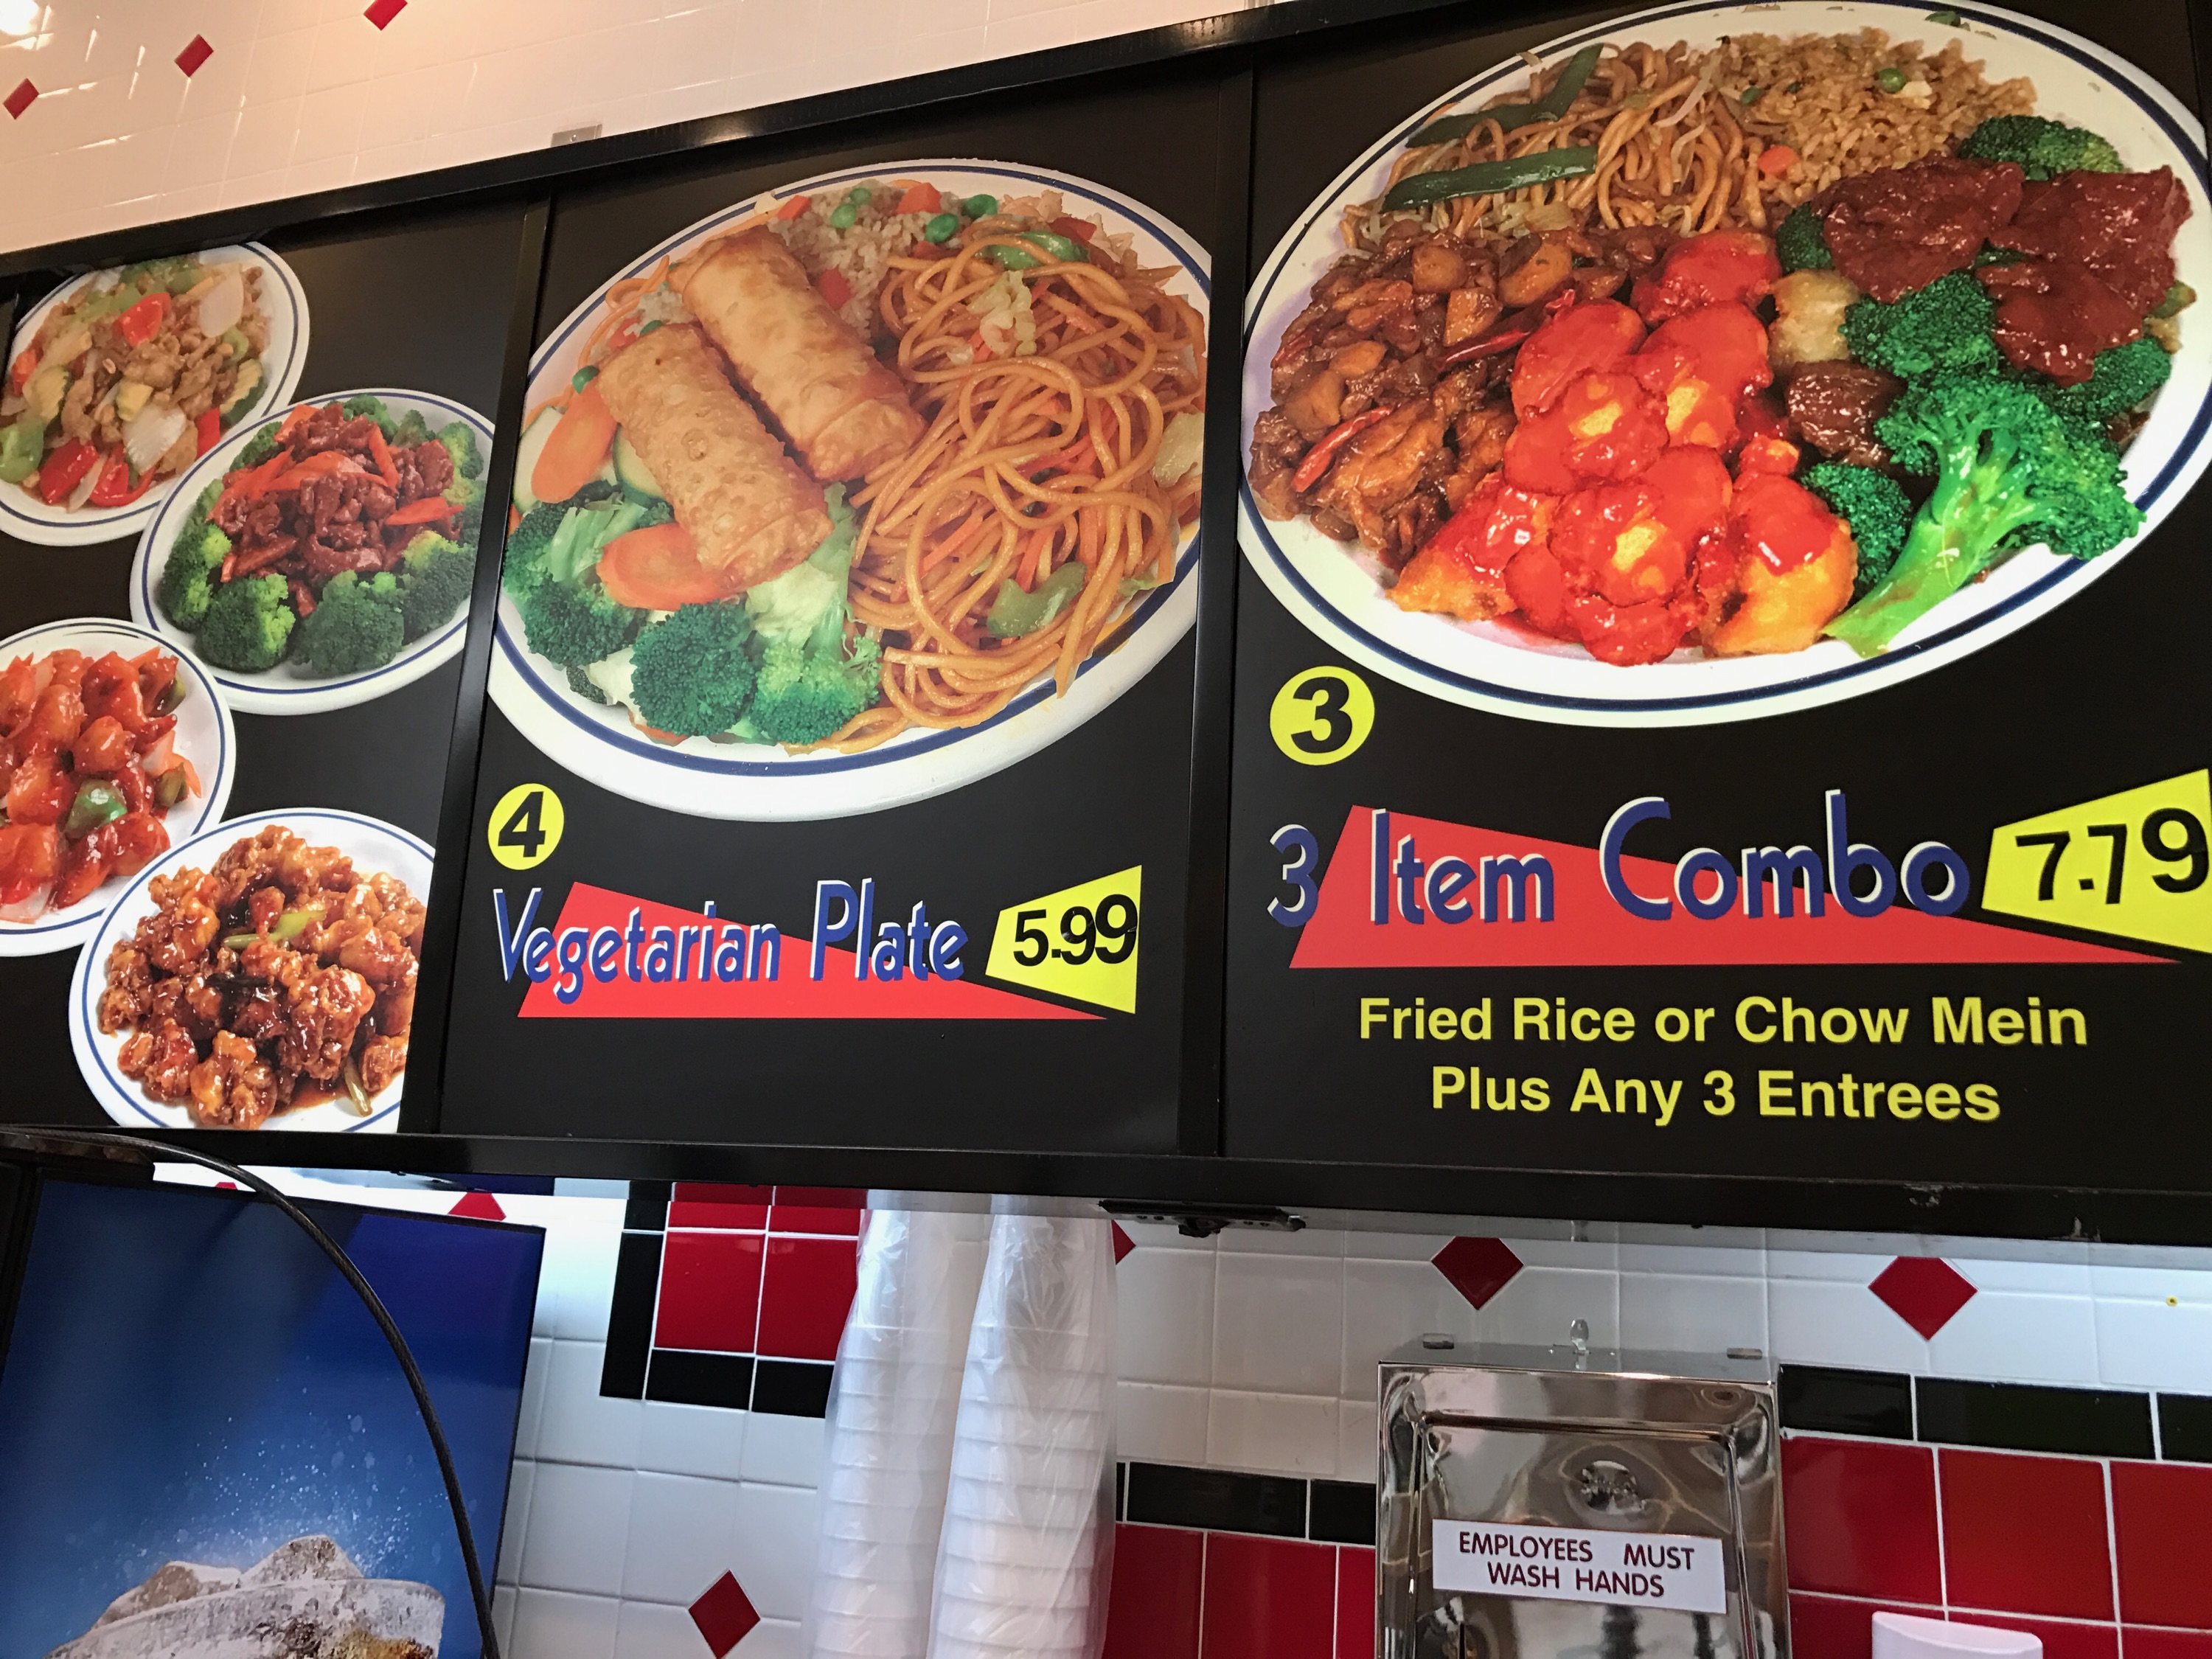 4
Vegetarian Plate 5.99
3
3 Item Combo 7.79
Fried Rice or Chow Mein
Plus Any 3 Entrees
EMPLOYEES MUST
WASH HANDS